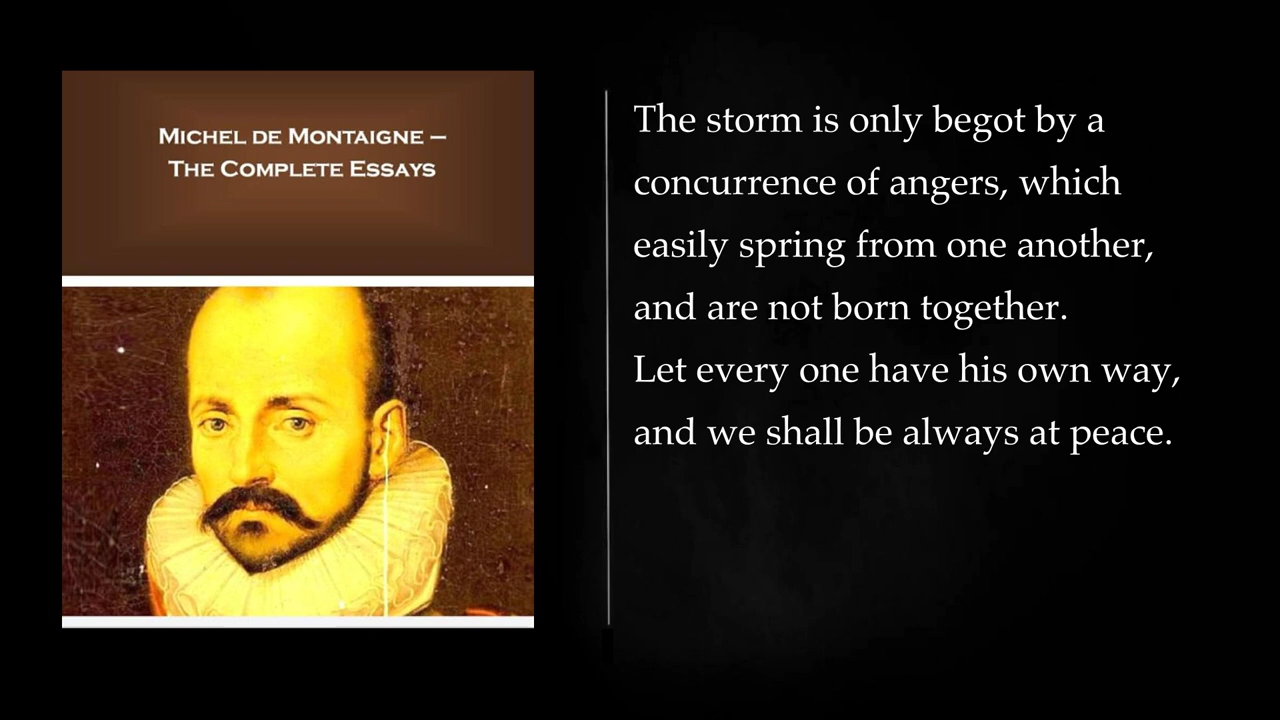 MICHEL DE MONTAIGNE –
THE COMPLETE ESSAYS
The storm is only begot by a
concurrence of angers, which
easily spring from one another,
and are not born together.
Let every one have his own way,
and we shall be always at peace.